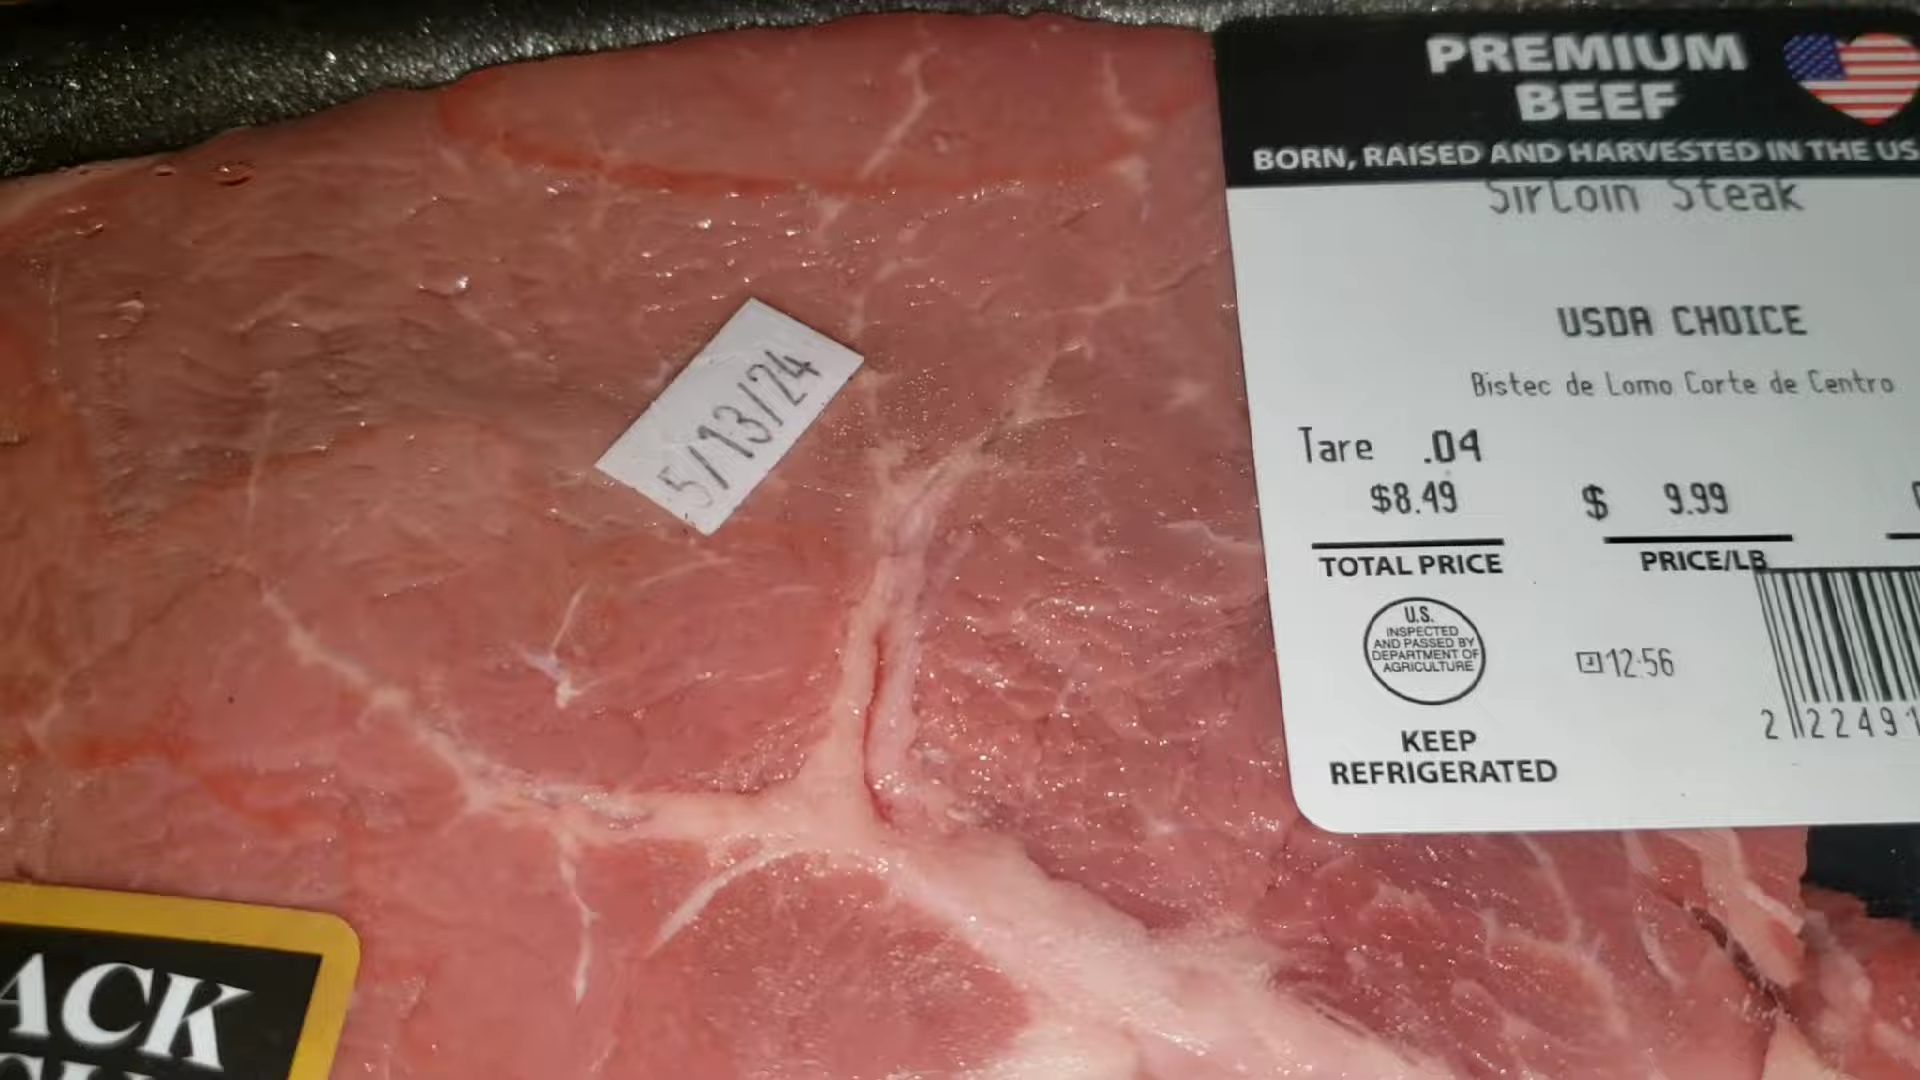 PREMIUM
BEEF
BORN, RAISED AND HARVESTED IN THE US
Sirloin Steak
USDA CHOICE
Bistec de Lomo Corte de Centro
Tare .04
$8.49 $ 9.99
TOTAL PRICE PRICE/LB
U.S.
INSPECTED
AND PASSED BY
DEPARTMENT OF
AGRICULTURE
12:56
2 22491
KEEP
REFRIGERATED
5/13/24
ACK